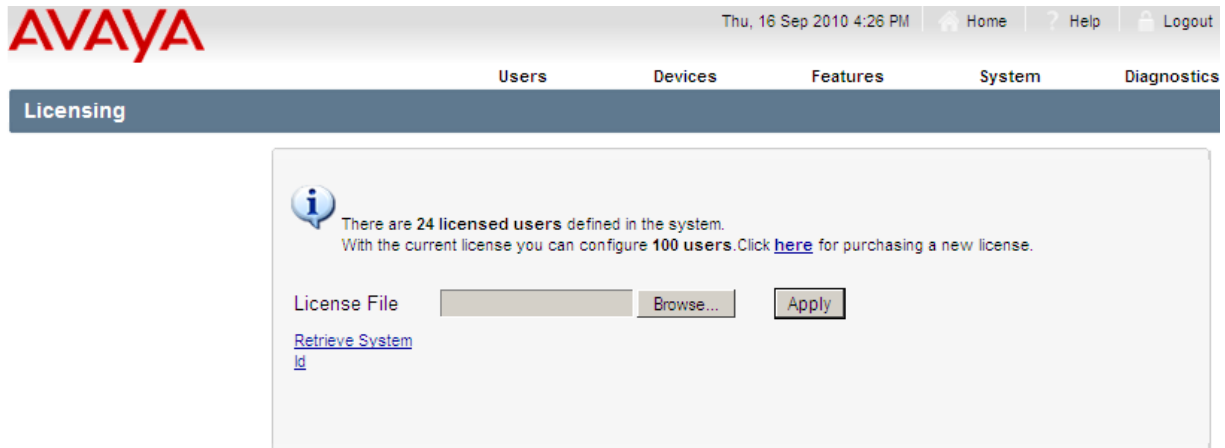 AVAYA
Thu, 16 Sep 2010 4:26 PM Home ? Help Logout
Users Devices Features System Diagnostics
Licensing
There are 24 licensed users defined in the system.
With the current license you can configure 100 users.Click here for purchasing a new license.
License File Browse... Apply
Retrieve System
Id